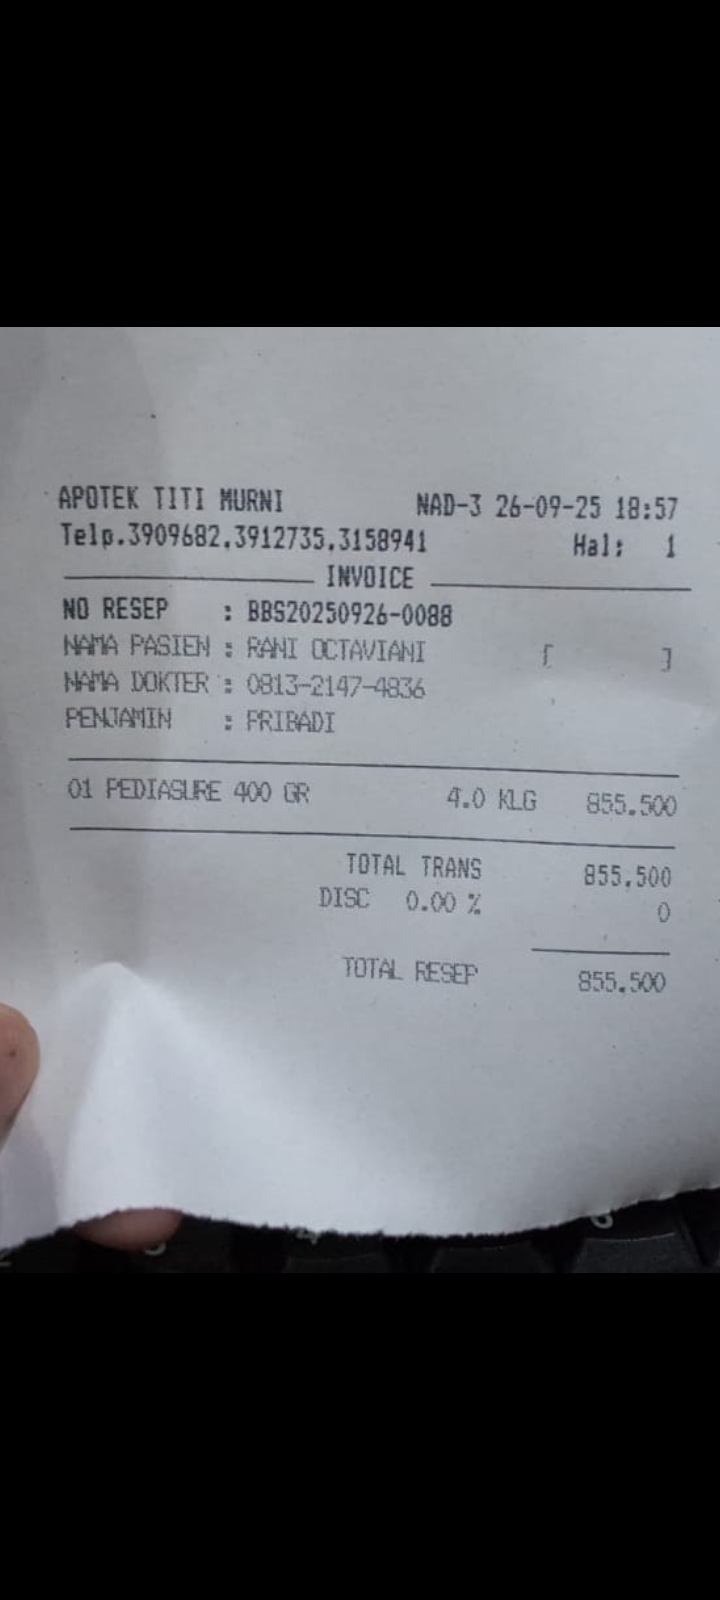 APOTEK TITI MURNI NAD-3 26-09-25 18:57
Telp.3909682,3912735,3158941 Hal: 1
INVOICE
NO RESEP : BBS20250926-0088
NAMA PASIEN : RANI OCTAVIANI [ ]
NAMA DOKTER : 0813-2147-4836
PENJAMIN : PRIBADI
01 PEDIASURE 400 GR 4.0 KLG 855.500
TOTAL TRANS 855.500
DISC 0.00 % 0
TOTAL RESEP 855.500